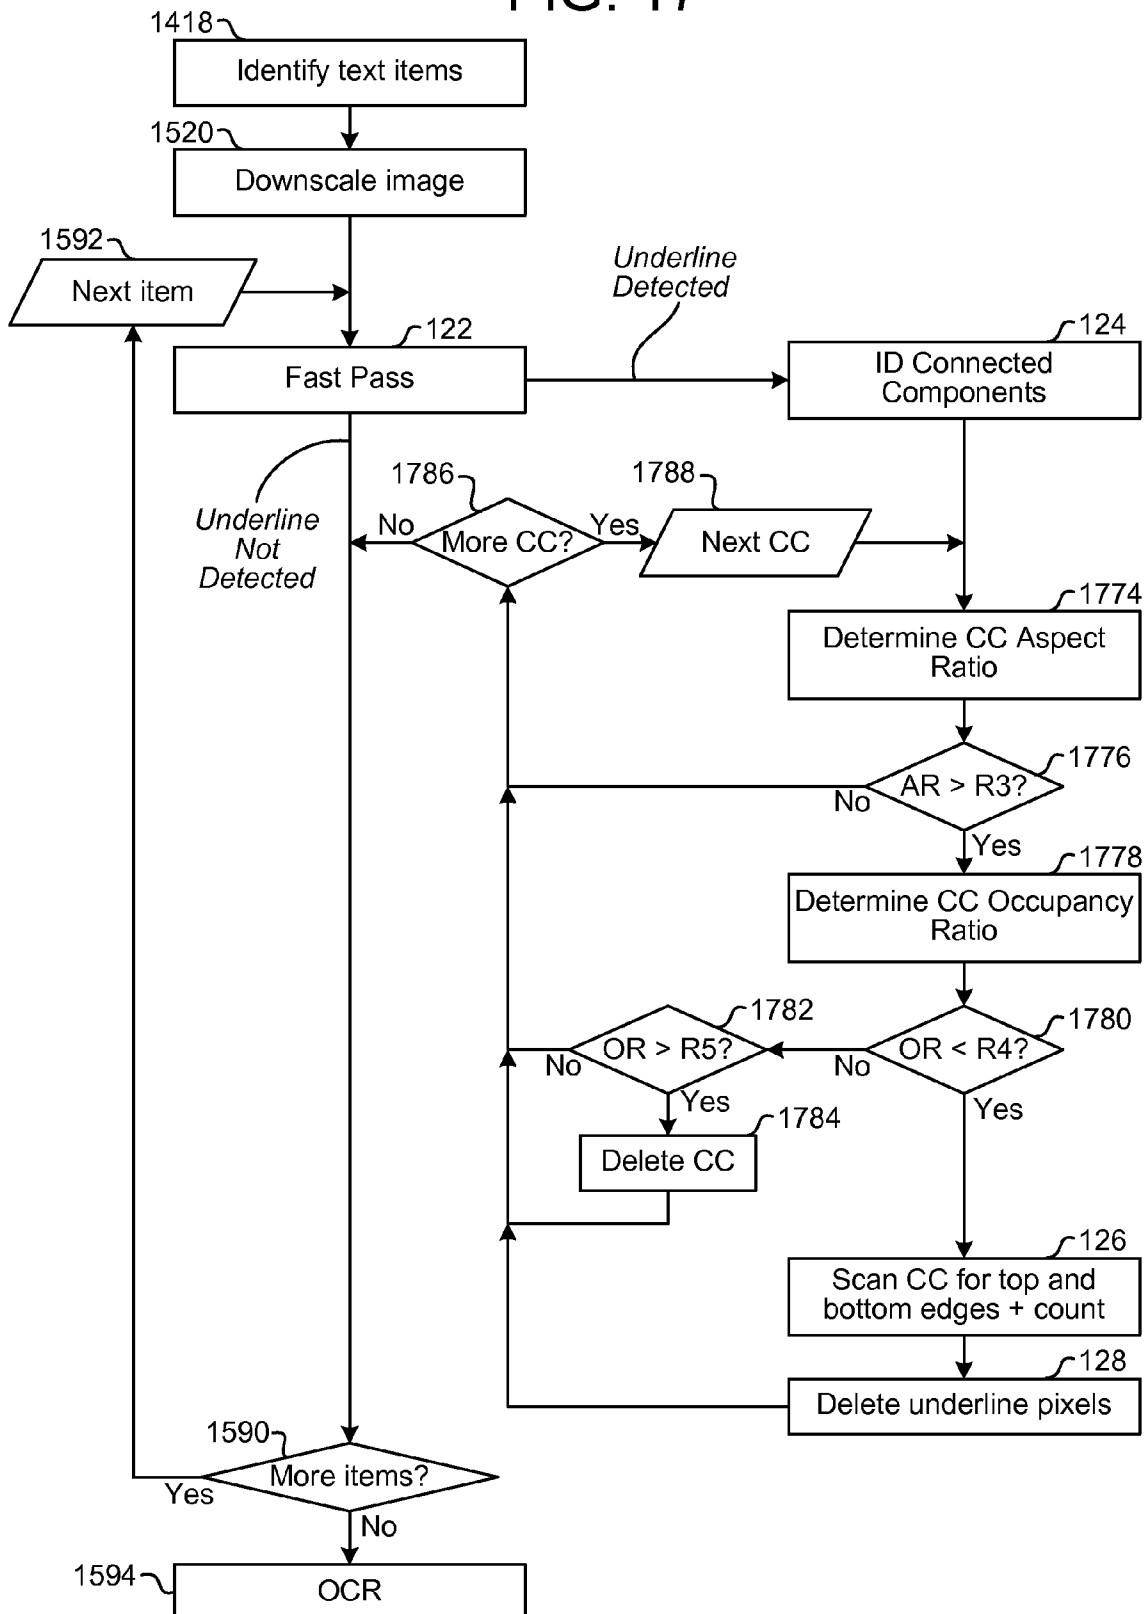 FIG. 17
1418
Identify text items
1520
Downscale image
1592
Next item
Underline
Detected
122
Fast Pass
124
ID Connected
Components
Underline
Not
Detected
1786
No
More CC?
Yes
1788
Next CC
1774
Determine CC Aspect
Ratio
1776
AR > R3?
No
Yes
1778
Determine CC Occupancy
Ratio
1782
OR > R5?
No
Yes
1780
OR < R4?
No
Yes
1784
Delete CC
126
Scan CC for top and
bottom edges + count
128
Delete underline pixels
1590
More items?
Yes
No
1594
OCR